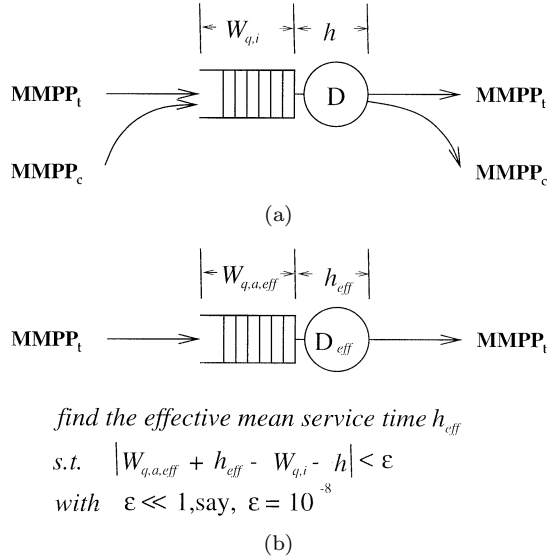 W_{q,i} h
MMPP_t D MMPP_t
MMPP_c MMPP_c
(a)
W_{q,a,eff} h_{eff}
MMPP_t D_{eff} MMPP_t
find the effective mean service time h_{eff}
s.t. |W_{q,a,eff} + h_{eff} - W_{q,i} - h| < ε
with ε ≪ 1,say, ε = 10^{-8}
(b)